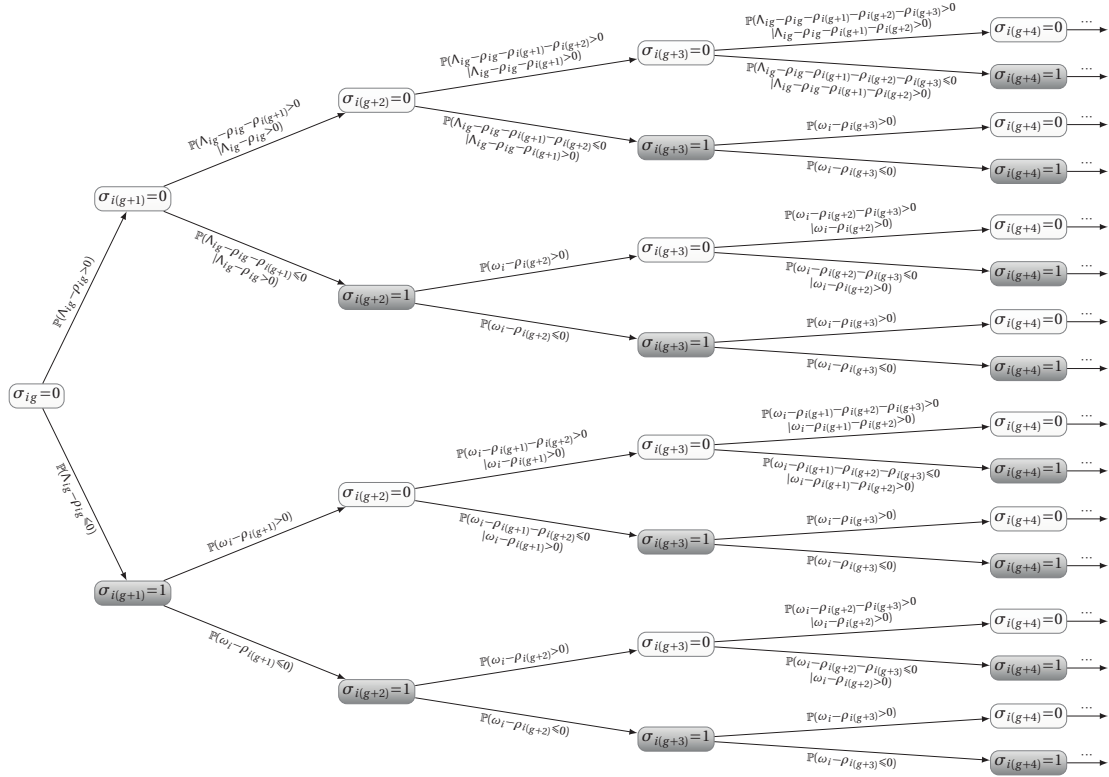 σ_{ig}=0
ℙ(Λ_{ig}−ρ_{ig}>0)
ℙ(Λ_{ig}−ρ_{ig}⩽0)
σ_{i(g+1)}=0
ℙ(Λ_{ig}−ρ_{ig}−ρ_{i(g+1)}>0
|Λ_{ig}−ρ_{ig}>0)
ℙ(Λ_{ig}−ρ_{ig}−ρ_{i(g+1)}⩽0
|Λ_{ig}−ρ_{ig}>0)
σ_{i(g+1)}=1
ℙ(ω_i−ρ_{i(g+1)}>0)
ℙ(ω_i−ρ_{i(g+1)}⩽0)
σ_{i(g+2)}=0
ℙ(Λ_{ig}−ρ_{ig}−ρ_{i(g+1)}−ρ_{i(g+2)}>0
|Λ_{ig}−ρ_{ig}−ρ_{i(g+1)}>0)
ℙ(Λ_{ig}−ρ_{ig}−ρ_{i(g+1)}−ρ_{i(g+2)}⩽0
|Λ_{ig}−ρ_{ig}−ρ_{i(g+1)}>0)
σ_{i(g+2)}=1
ℙ(ω_i−ρ_{i(g+2)}>0)
ℙ(ω_i−ρ_{i(g+2)}⩽0)
σ_{i(g+2)}=0
ℙ(ω_i−ρ_{i(g+1)}−ρ_{i(g+2)}>0
|ω_i−ρ_{i(g+1)}>0)
ℙ(ω_i−ρ_{i(g+1)}−ρ_{i(g+2)}⩽0
|ω_i−ρ_{i(g+1)}>0)
σ_{i(g+2)}=1
ℙ(ω_i−ρ_{i(g+2)}>0)
ℙ(ω_i−ρ_{i(g+2)}⩽0)
σ_{i(g+3)}=0
ℙ(Λ_{ig}−ρ_{ig}−ρ_{i(g+1)}−ρ_{i(g+2)}−ρ_{i(g+3)}>0
|Λ_{ig}−ρ_{ig}−ρ_{i(g+1)}−ρ_{i(g+2)}>0)
ℙ(Λ_{ig}−ρ_{ig}−ρ_{i(g+1)}−ρ_{i(g+2)}−ρ_{i(g+3)}⩽0
|Λ_{ig}−ρ_{ig}−ρ_{i(g+1)}−ρ_{i(g+2)}>0)
σ_{i(g+3)}=1
ℙ(ω_i−ρ_{i(g+3)}>0)
ℙ(ω_i−ρ_{i(g+3)}⩽0)
σ_{i(g+3)}=0
ℙ(ω_i−ρ_{i(g+2)}−ρ_{i(g+3)}>0
|ω_i−ρ_{i(g+2)}>0)
ℙ(ω_i−ρ_{i(g+2)}−ρ_{i(g+3)}⩽0
|ω_i−ρ_{i(g+2)}>0)
σ_{i(g+3)}=1
ℙ(ω_i−ρ_{i(g+3)}>0)
ℙ(ω_i−ρ_{i(g+3)}⩽0)
σ_{i(g+3)}=0
ℙ(ω_i−ρ_{i(g+1)}−ρ_{i(g+2)}−ρ_{i(g+3)}>0
|ω_i−ρ_{i(g+1)}−ρ_{i(g+2)}>0)
ℙ(ω_i−ρ_{i(g+1)}−ρ_{i(g+2)}−ρ_{i(g+3)}⩽0
|ω_i−ρ_{i(g+1)}−ρ_{i(g+2)}>0)
σ_{i(g+3)}=1
ℙ(ω_i−ρ_{i(g+3)}>0)
ℙ(ω_i−ρ_{i(g+3)}⩽0)
σ_{i(g+3)}=0
ℙ(ω_i−ρ_{i(g+2)}−ρ_{i(g+3)}>0
|ω_i−ρ_{i(g+2)}>0)
ℙ(ω_i−ρ_{i(g+2)}−ρ_{i(g+3)}⩽0
|ω_i−ρ_{i(g+2)}>0)
σ_{i(g+3)}=1
ℙ(ω_i−ρ_{i(g+3)}>0)
ℙ(ω_i−ρ_{i(g+3)}⩽0)
σ_{i(g+4)}=0 ...
σ_{i(g+4)}=1 ...
σ_{i(g+4)}=0 ...
σ_{i(g+4)}=1 ...
σ_{i(g+4)}=0 ...
σ_{i(g+4)}=1 ...
σ_{i(g+4)}=0 ...
σ_{i(g+4)}=1 ...
σ_{i(g+4)}=0 ...
σ_{i(g+4)}=1 ...
σ_{i(g+4)}=0 ...
σ_{i(g+4)}=1 ...
σ_{i(g+4)}=0 ...
σ_{i(g+4)}=1 ...
σ_{i(g+4)}=0 ...
σ_{i(g+4)}=1 ...